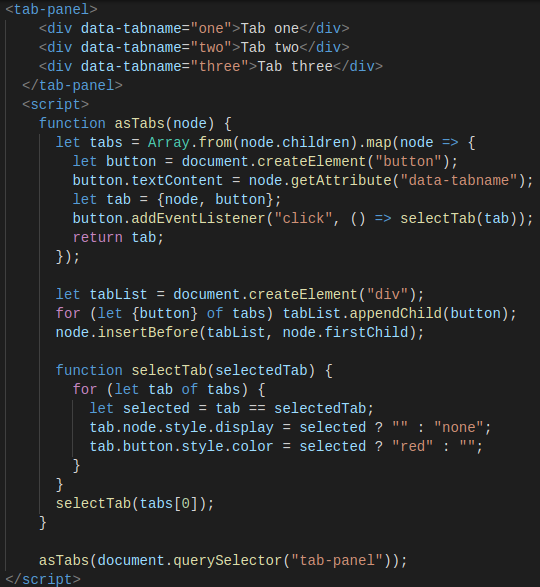 <tab-panel>
    <div data-tabname="one">Tab one</div>
    <div data-tabname="two">Tab two</div>
    <div data-tabname="three">Tab three</div>
  </tab-panel>
  <script>
    function asTabs(node) {
      let tabs = Array.from(node.children).map(node => {
        let button = document.createElement("button");
        button.textContent = node.getAttribute("data-tabname");
        let tab = {node, button};
        button.addEventListener("click", () => selectTab(tab));
        return tab;
      });

      let tabList = document.createElement("div");
      for (let {button} of tabs) tabList.appendChild(button);
      node.insertBefore(tabList, node.firstChild);

      function selectTab(selectedTab) {
        for (let tab of tabs) {
          let selected = tab == selectedTab;
          tab.node.style.display = selected ? "" : "none";
          tab.button.style.color = selected ? "red" : "";
        }
      }
      selectTab(tabs[0]);
    }

    asTabs(document.querySelector("tab-panel"));
</script>